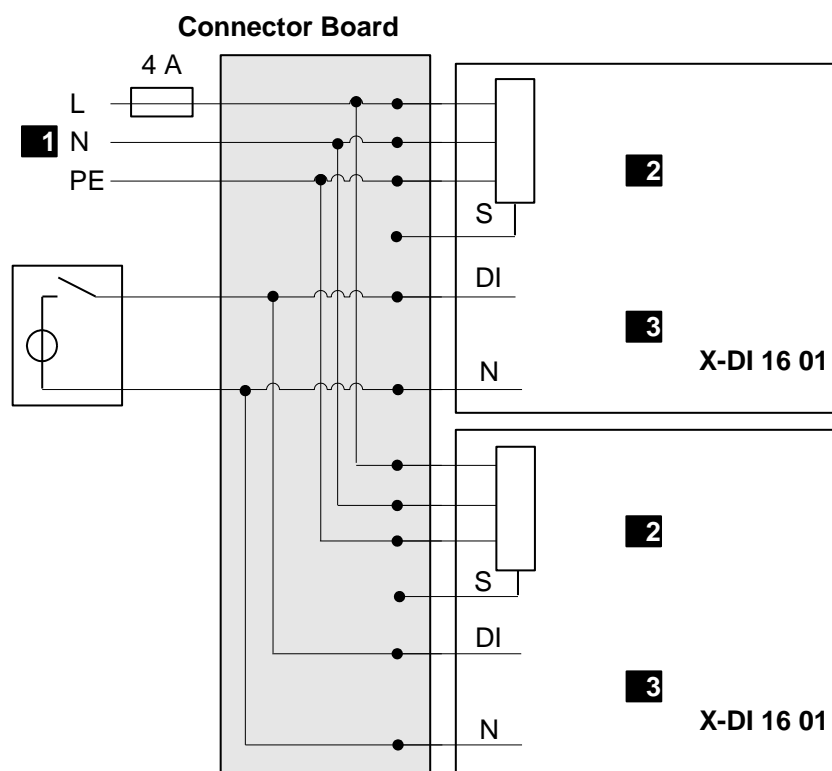 Connector Board
4 A
L
1 N
PE
2
S
DI
3
X-DI 16 01
N
2
S
DI
3
X-DI 16 01
N